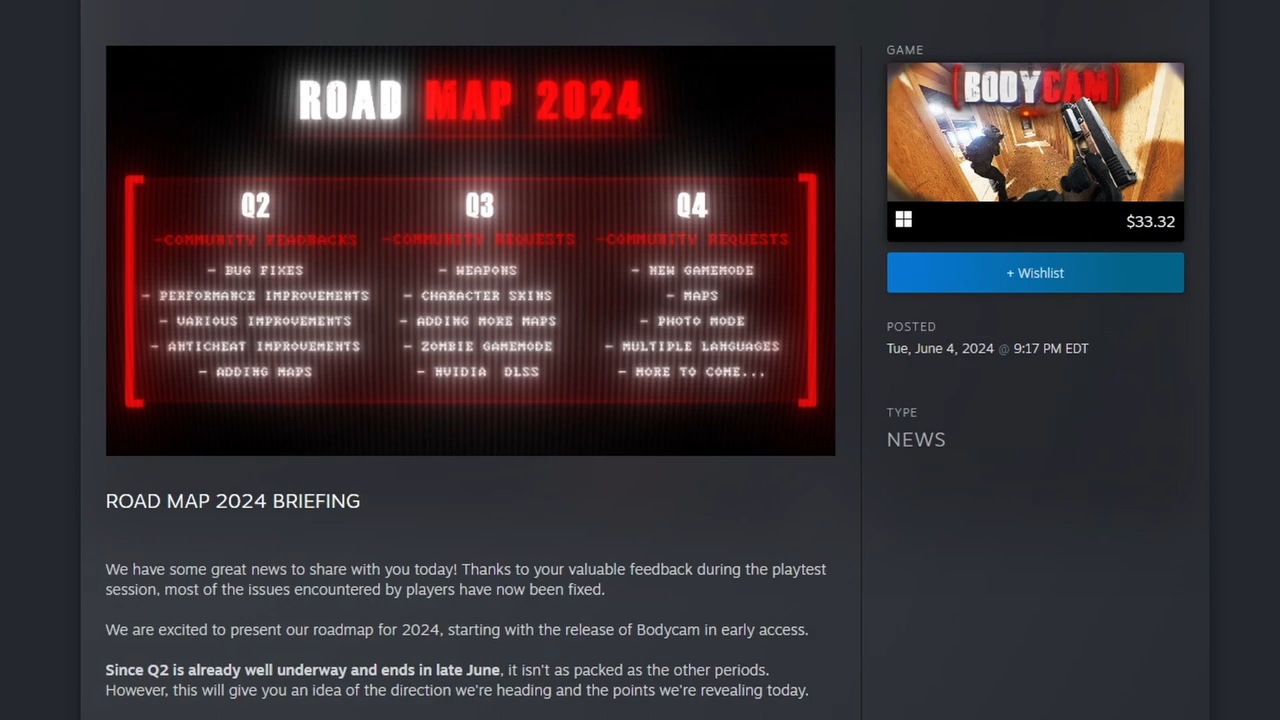 ROAD MAP 2024
Q2
-COMMUNITY FEADBACKS
- BUG FIXES
- PERFORMANCE IMPROVEMENTS
- VARIOUS IMPROVEMENTS
- ANTICHEAT IMPROVEMENTS
- ADDING MAPS
Q3
-COMMUNITY REQUESTS
- WEAPONS
- CHARACTER SKINS
- ADDING MORE MAPS
- ZOMBIE GAMEMODE
- NVIDIA DLSS
Q4
-COMMUNITY REQUESTS
- NEW GAMEMODE
- MAPS
- PHOTO MODE
- MULTIPLE LANGUAGES
- MORE TO COME...
ROAD MAP 2024 BRIEFING
We have some great news to share with you today! Thanks to your valuable feedback during the playtest
session, most of the issues encountered by players have now been fixed.
We are excited to present our roadmap for 2024, starting with the release of Bodycam in early access.
Since Q2 is already well underway and ends in late June, it isn't as packed as the other periods.
However, this will give you an idea of the direction we're heading and the points we're revealing today.
GAME
[BODYCAM]
$33.32
+ Wishlist
POSTED
Tue, June 4, 2024 @ 9:17 PM EDT
TYPE
NEWS